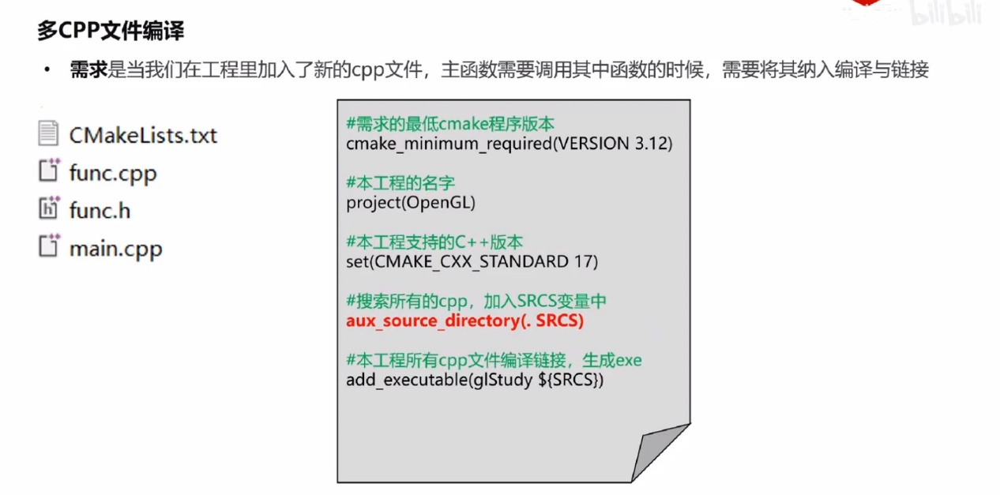 bilibili
多CPP文件编译
• 需求是当我们在工程里加入了新的cpp文件，主函数需要调用其中函数的时候，需要将其纳入编译与链接
CMakeLists.txt
func.cpp
func.h
main.cpp
#需求的最低cmake程序版本
cmake_minimum_required(VERSION 3.12)
#本工程的名字
project(OpenGL)
#本工程支持的C++版本
set(CMAKE_CXX_STANDARD 17)
#搜索所有的cpp，加入SRCS变量中
aux_source_directory(. SRCS)
#本工程所有cpp文件编译链接，生成exe
add_executable(glStudy ${SRCS})